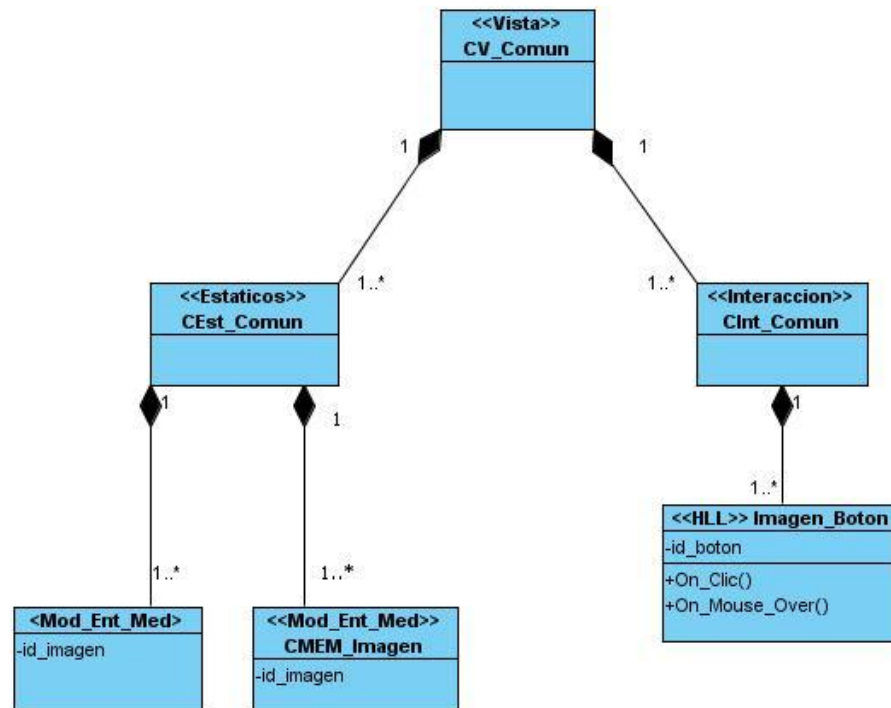 <<Vista>>
CV_Comun
1
1
1..*
1..*
<<Estaticos>>
CEst_Comun
<<Interaccion>>
CInt_Comun
1
1
1
1..*
1..*
1..*
<<HLL>> Imagen_Boton
-id_boton
+On_Clic()
+On_Mouse_Over()
<Mod_Ent_Med>
-id_imagen
<<Mod_Ent_Med>>
CMEM_Imagen
-id_imagen